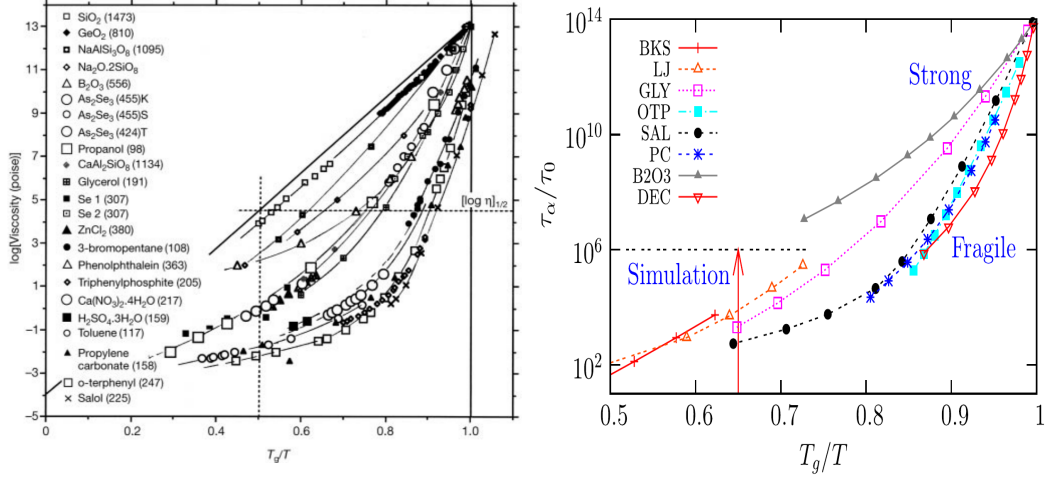 log[Viscosity (poise)]
13
11
9
7
5
3
1
−1
−3
−5
SiO2 (1473)
GeO2 (810)
NaAlSi3O8 (1095)
Na2O.2SiO8
B2O3 (556)
As2Se3 (455)K
As2Se3 (455)S
As2Se3 (424)T
Propanol (98)
CaAl2SiO8 (1134)
Glycerol (191)
Se 1 (307)
Se 2 (307)
ZnCl2 (380)
3-bromopentane (108)
Phenolphthalein (363)
Triphenylphosphite (205)
Ca(NO3)2.4H2O (217)
H2SO4.3H2O (159)
Toluene (117)
Propylene
carbonate (158)
o-terphenyl (247)
Salol (225)
[log η]1/2
0
0.2
0.4
0.6
0.8
1.0
Tg/T
τα/τ0
10^14
10^10
10^6
10^2
BKS
LJ
GLY
OTP
SAL
PC
B2O3
DEC
Strong
Fragile
Simulation
0.5
0.6
0.7
0.8
0.9
1
Tg/T